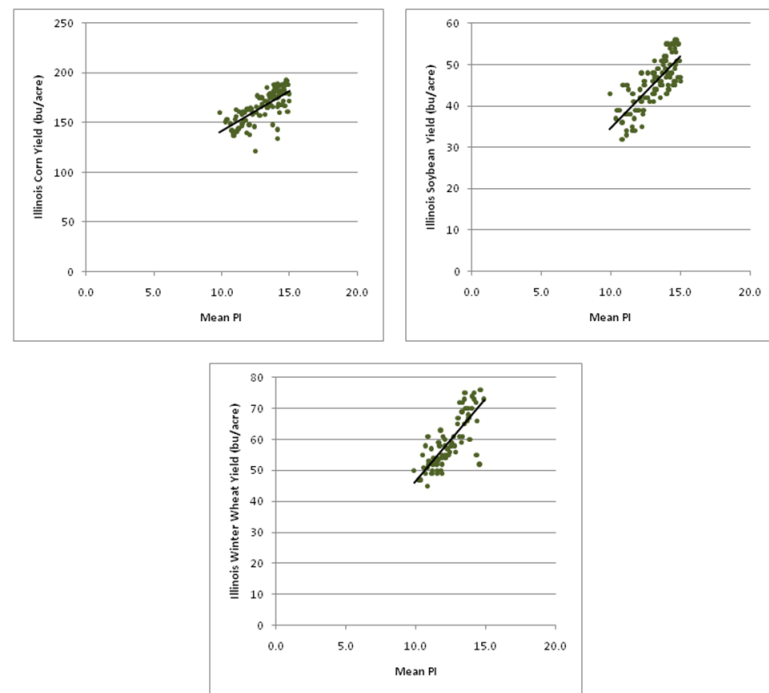 250
200
150
100
50
0
Illinois Corn Yield (bu/acre)
0.0 5.0 10.0 15.0 20.0
Mean PI
60
50
40
30
20
10
0
Illinois Soybean Yield (bu/acre)
0.0 5.0 10.0 15.0 20.0
Mean PI
80
70
60
50
40
30
20
10
0
Illinois Winter Wheat Yield (bu/acre)
0.0 5.0 10.0 15.0 20.0
Mean PI